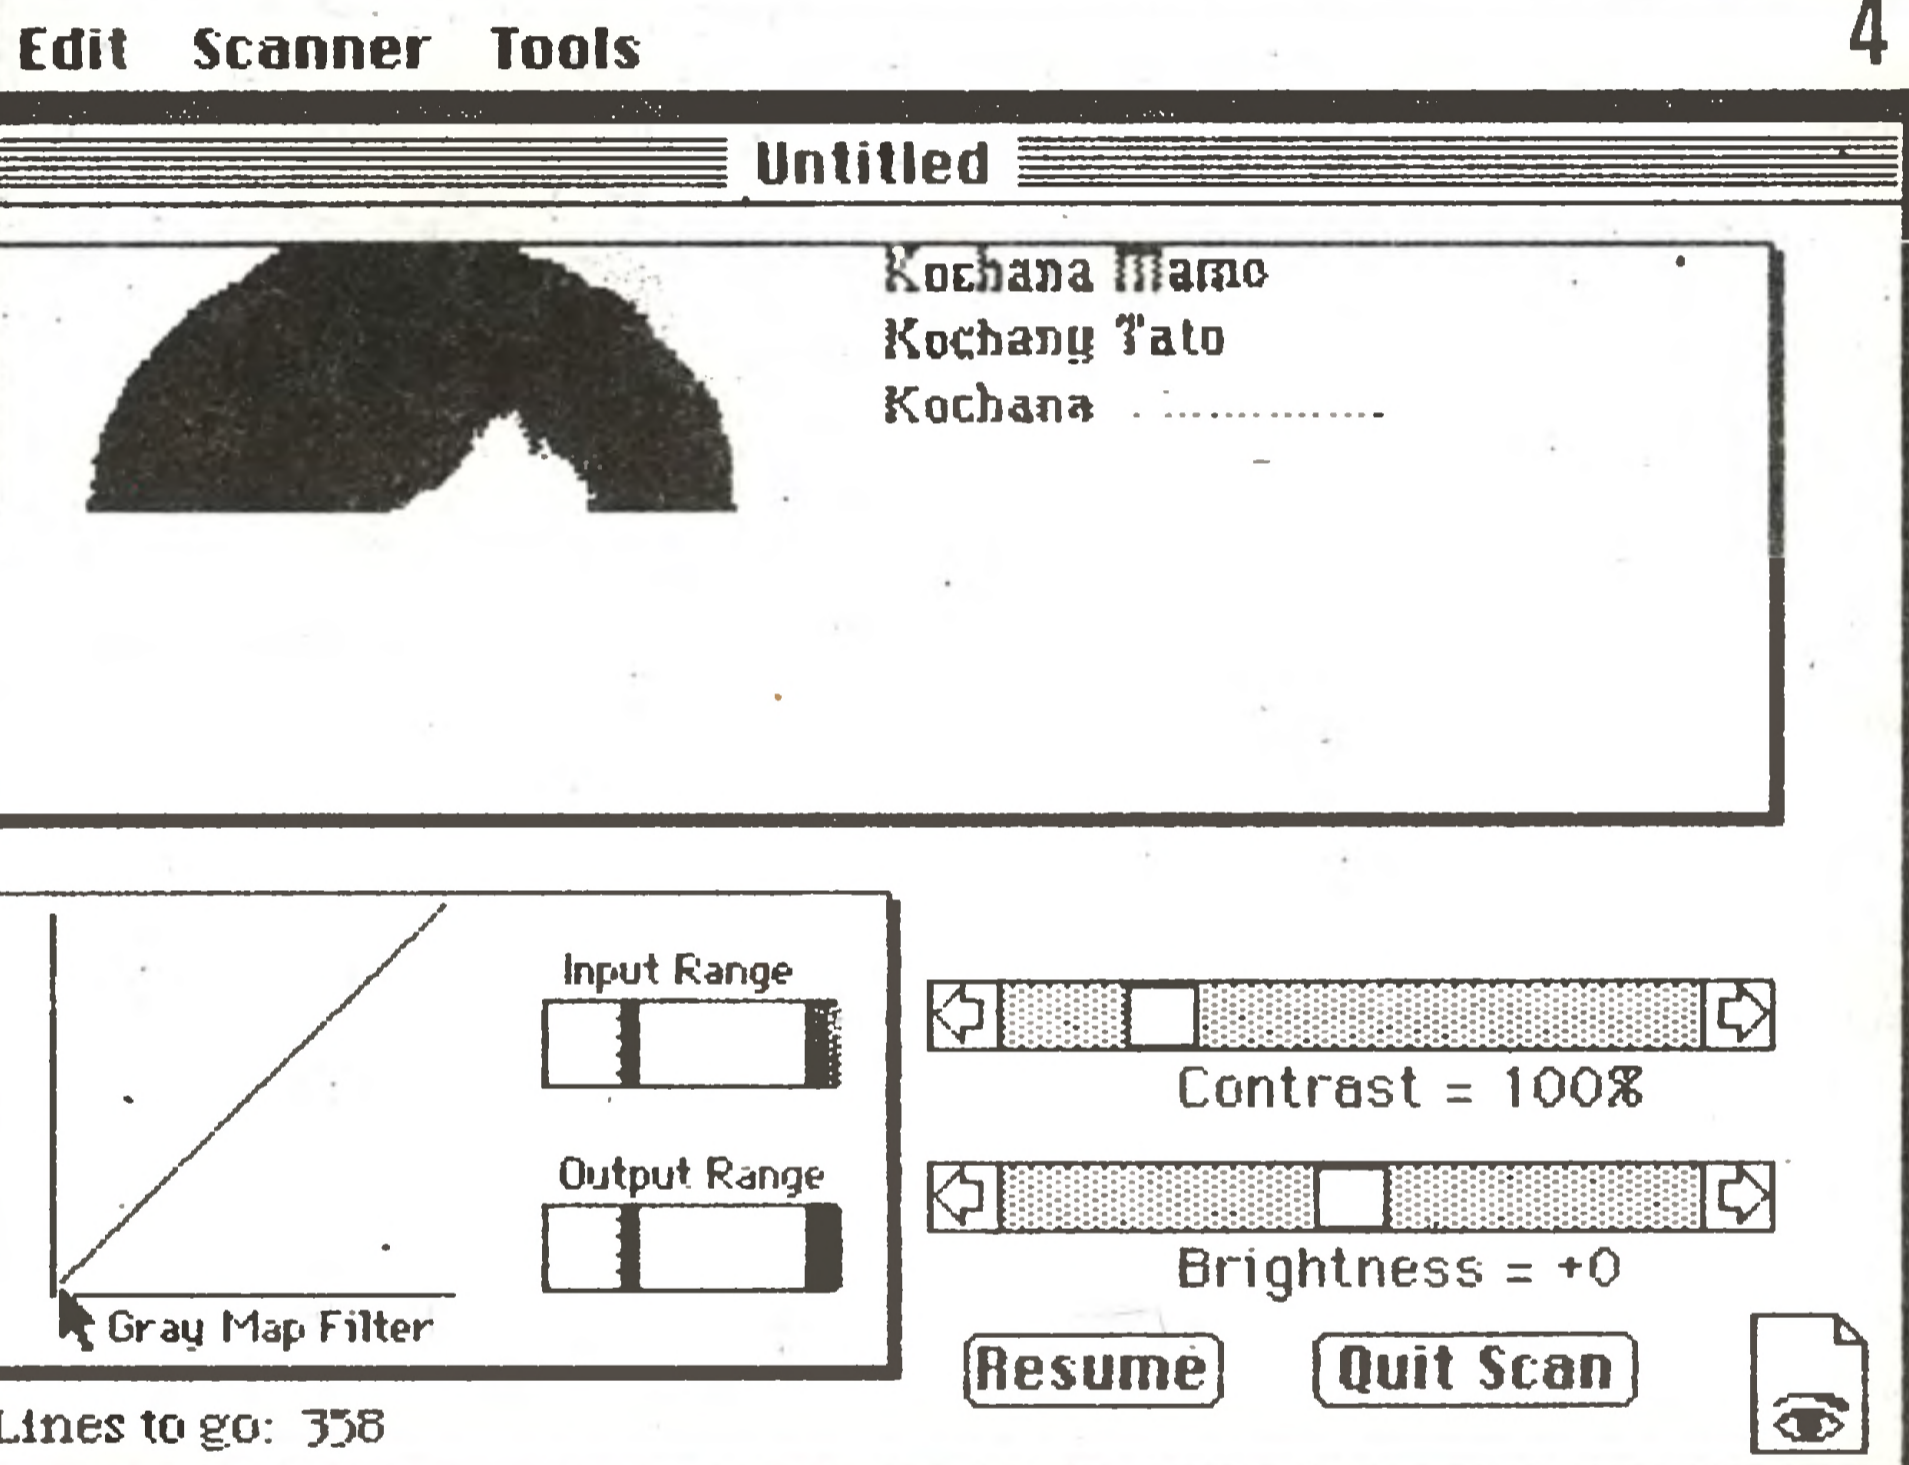 Edit Scanner Tools
4
Untitled
Kochana Mamo
Kochany Tato
Kochana ................
Input Range
Output Range
Gray Map Filter
Contrast = 100%
Brightness = +0
Resume Quit Scan
Lines to go: 358